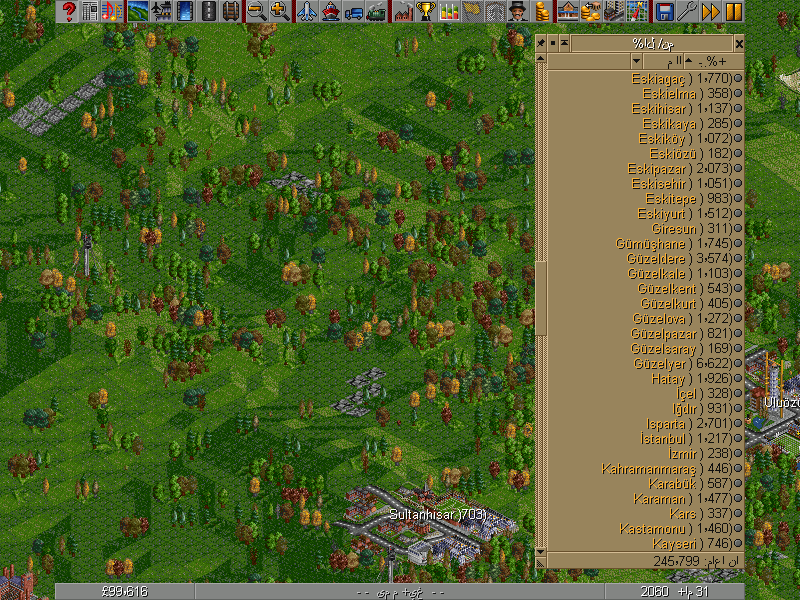 Eskiağaç ) 1٬770)
Eskielma ) 358)
Eskihisar ) 1٬137)
Eskikaya ) 285)
Eskiköy ) 1٬072)
Eskiözü ) 182)
Eskipazar ) 2٬073)
Eskişehir ) 1٬051)
Eskitepe ) 983)
Eskiyurt ) 1٬512)
Giresun ) 311)
Gümüşhane ) 1٬745)
Güzeldere ) 3٬574)
Güzelkale ) 1٬103)
Güzelkent ) 543)
Güzelkurt ) 405)
Güzelova ) 1٬272)
Güzelpazar ) 821)
Güzelsaray ) 169)
Güzelyer ) 6٬622)
Hatay ) 1٬926)
İçel ) 328)
Iğdır ) 931)
Isparta ) 2٬701)
İstanbul ) 1٬217)
İzmir ) 238)
Kahramanmaraş ) 446)
Karabük ) 587)
Karaman ) 1٬477)
Kars ) 337)
Kastamonu ) 1٬460)
Kayseri ) 746)
245٬799
Sultanhisar )703)
£99٬616
2060
31